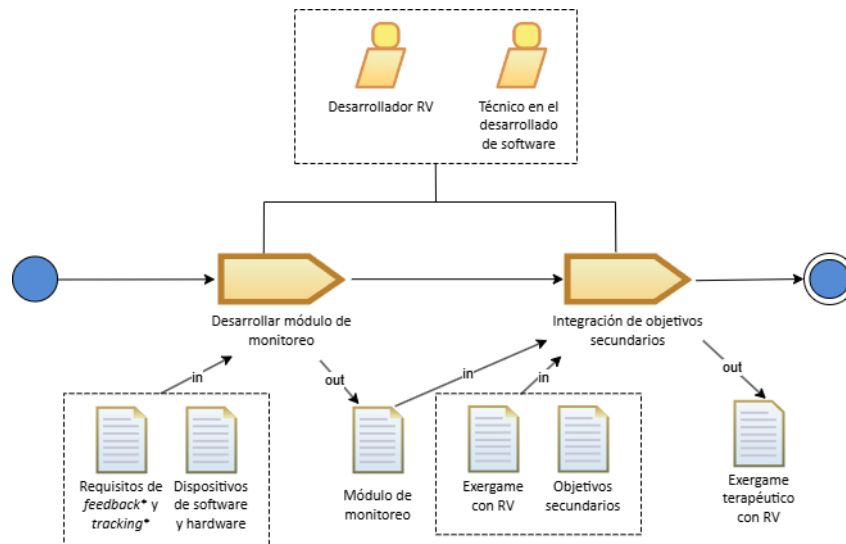 Desarrollador RV
Técnico en el
desarrollado
de software
Desarrollar módulo de
monitoreo
Integración de objetivos
secundarios
in
out
in
in
out
Requisitos de
feedback* y
tracking*
Dispositivos
de software
y hardware
Módulo de
monitoreo
Exergame
con RV
Objetivos
secundarios
Exergame
terapéutico
con RV